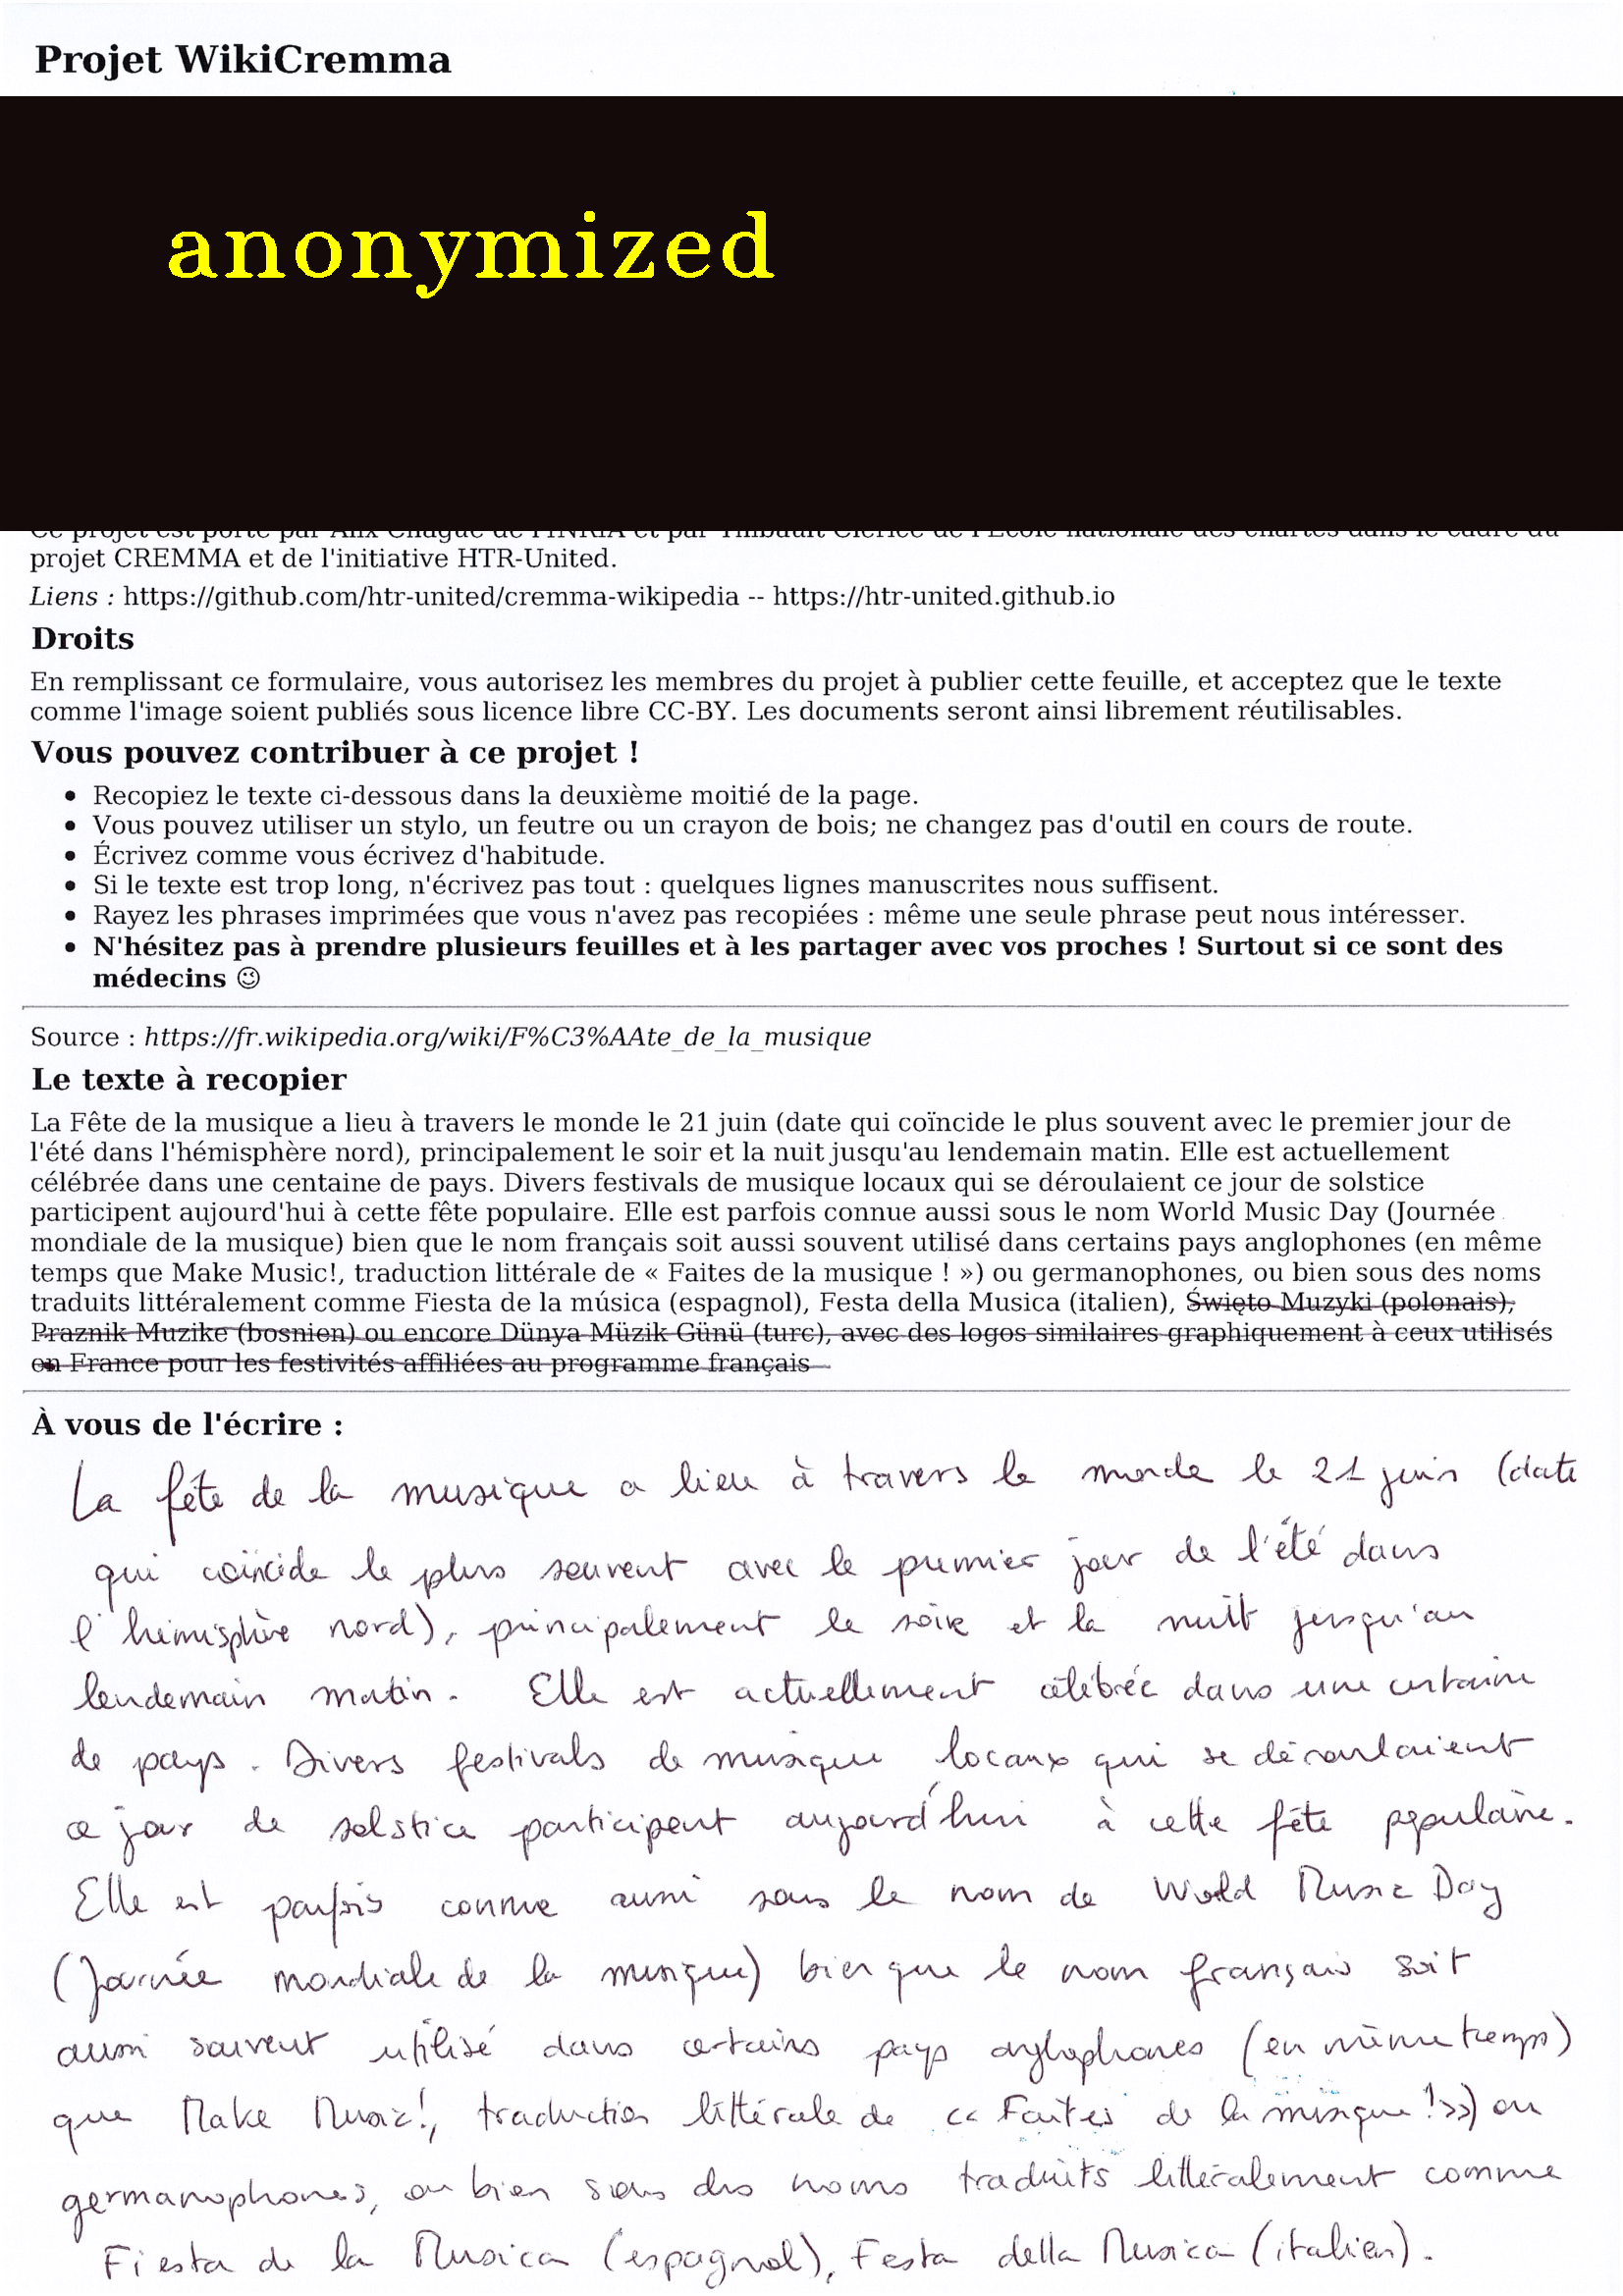 Projet WikiCremma
anonymized
Ce projet est porté par Alix Chagué de l'INRIA et par Thibault Clérice de l'École nationale des chartes dans le cadre du
projet CREMMA et de l'initiative HTR-United.
Liens : https://github.com/htr-united/cremma-wikipedia -- https://htr-united.github.io
Droits
En remplissant ce formulaire, vous autorisez les membres du projet à publier cette feuille, et acceptez que le texte
comme l'image soient publiés sous licence libre CC-BY. Les documents seront ainsi librement réutilisables.
Vous pouvez contribuer à ce projet !
• Recopiez le texte ci-dessous dans la deuxième moitié de la page.
• Vous pouvez utiliser un stylo, un feutre ou un crayon de bois; ne changez pas d'outil en cours de route.
• Écrivez comme vous écrivez d'habitude.
• Si le texte est trop long, n'écrivez pas tout : quelques lignes manuscrites nous suffisent.
• Rayez les phrases imprimées que vous n'avez pas recopiées : même une seule phrase peut nous intéresser.
• N'hésitez pas à prendre plusieurs feuilles et à les partager avec vos proches ! Surtout si ce sont des
médecins 😉
Source : https://fr.wikipedia.org/wiki/F%C3%AAte_de_la_musique
Le texte à recopier
La Fête de la musique a lieu à travers le monde le 21 juin (date qui coïncide le plus souvent avec le premier jour de
l'été dans l'hémisphère nord), principalement le soir et la nuit jusqu'au lendemain matin. Elle est actuellement
célébrée dans une centaine de pays. Divers festivals de musique locaux qui se déroulaient ce jour de solstice
participent aujourd'hui à cette fête populaire. Elle est parfois connue aussi sous le nom World Music Day (Journée
mondiale de la musique) bien que le nom français soit aussi souvent utilisé dans certains pays anglophones (en même
temps que Make Music!, traduction littérale de « Faites de la musique ! ») ou germanophones, ou bien sous des noms
traduits littéralement comme Fiesta de la música (espagnol), Festa della Musica (italien), Święto Muzyki (polonais),
Praznik Muzike (bosnien) ou encore Dünya Müzik Günü (turc), avec des logos similaires graphiquement à ceux utilisés
en France pour les festivités affiliées au programme français
À vous de l'écrire :
La fête de la musique a lieu à travers le monde le 21 juin (date
qui coïncide le plus souvent avec le premier jour de l'été dans
l'hémisphère nord), principalement le soir et la nuit jusqu'au
lendemain matin. Elle est actuellement célébrée dans une certaine
de pays. Divers festivals de musique locaux qui se déroulaient
ce jour de solstice participent aujourd'hui à cette fête populaire.
Elle est parfois connue aussi sous le nom de World Music Day
(Journée mondiale de la musique) bien que le nom français soit
aussi souvent utilisé dans certains pays anglophones (en même temps)
que Make Music!, traduction littérale de << Faites de la musique !>>) ou
germanophones, ou bien sous des noms traduits littéralement comme
Fiesta de la Musica (espagnol), Festa della Musica (italien).